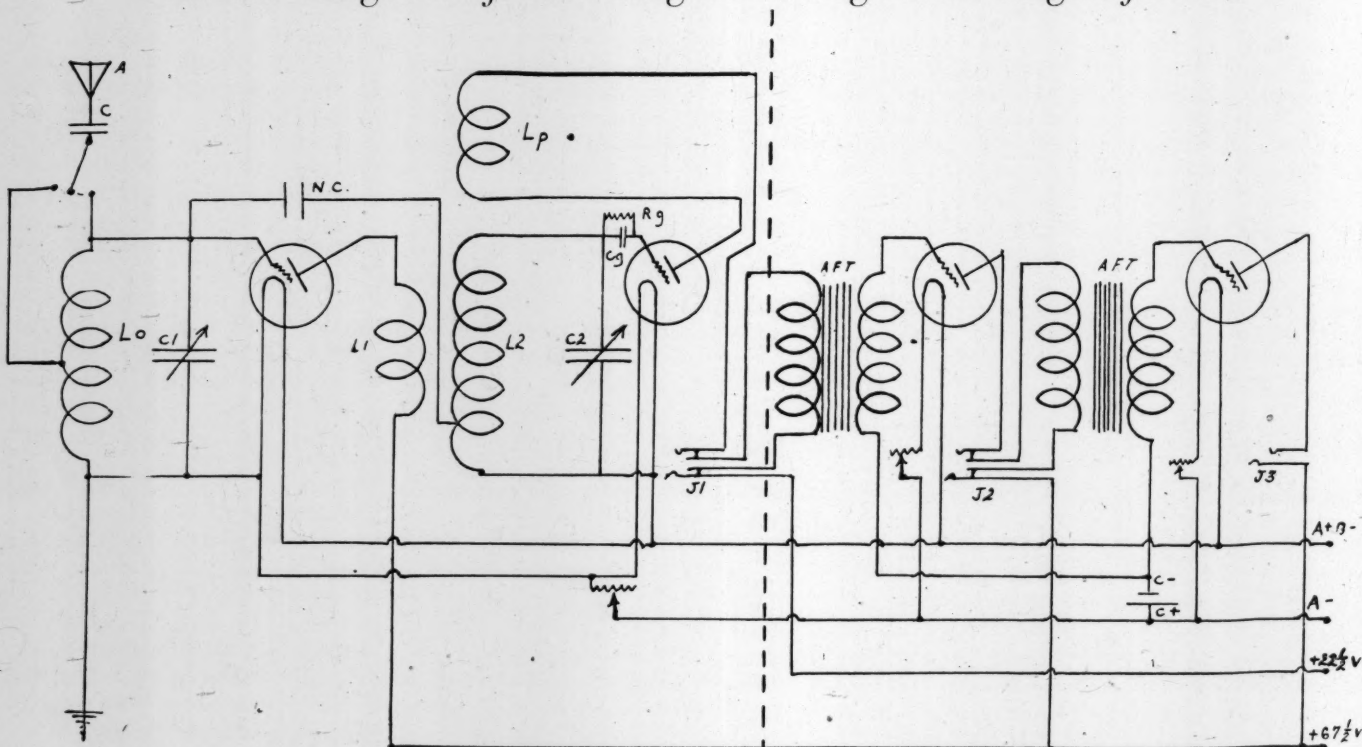 A
C
N C.
Lp
Rg
Cg
Lo
C1
L1
L2
C2
AFT
AFT
J1
J2
J3
A+B-
C-
C+
A-
+22½V
+67½V